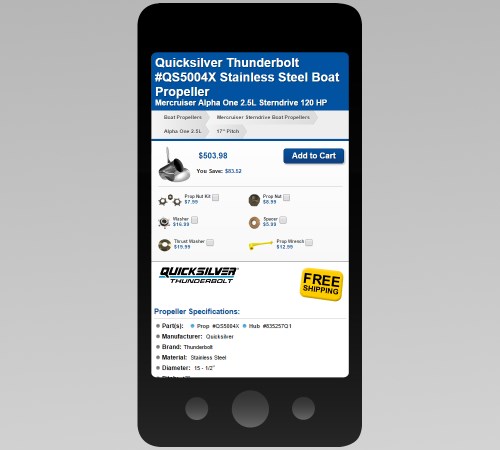 Quicksilver Thunderbolt
#QS5004X Stainless Steel Boat
Propeller
Mercruiser Alpha One 2.5L Sterndrive 120 HP
Boat Propellers Mercruiser Sterndrive Boat Propellers
Alpha One 2.5L 17" Pitch
$503.98 Add to Cart
You Save: $83.52
Prop Nut Kit Prop Nut
$7.99 $8.99
Washer Spacer
$16.99 $5.99
Thrust Washer Prop Wrench
$19.99 $12.99
QUICKSILVER
THUNDERBOLT
FREE
SHIPPING
Propeller Specifications:
Part(s): Prop #QS5004X Hub #835257Q1
Manufacturer: Quicksilver
Brand: Thunderbolt
Material: Stainless Steel
Diameter: 15 - 1/2"